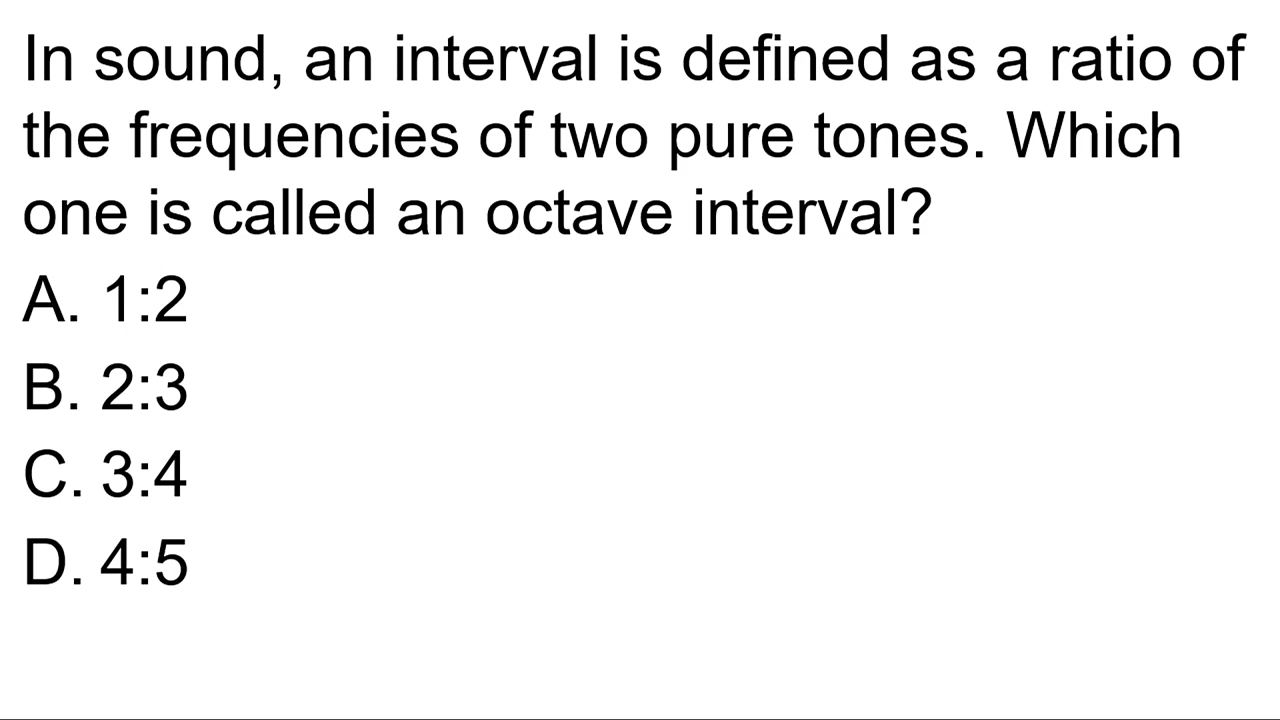 In sound, an interval is defined as a ratio of
the frequencies of two pure tones. Which
one is called an octave interval?
A. 1:2
B. 2:3
C. 3:4
D. 4:5